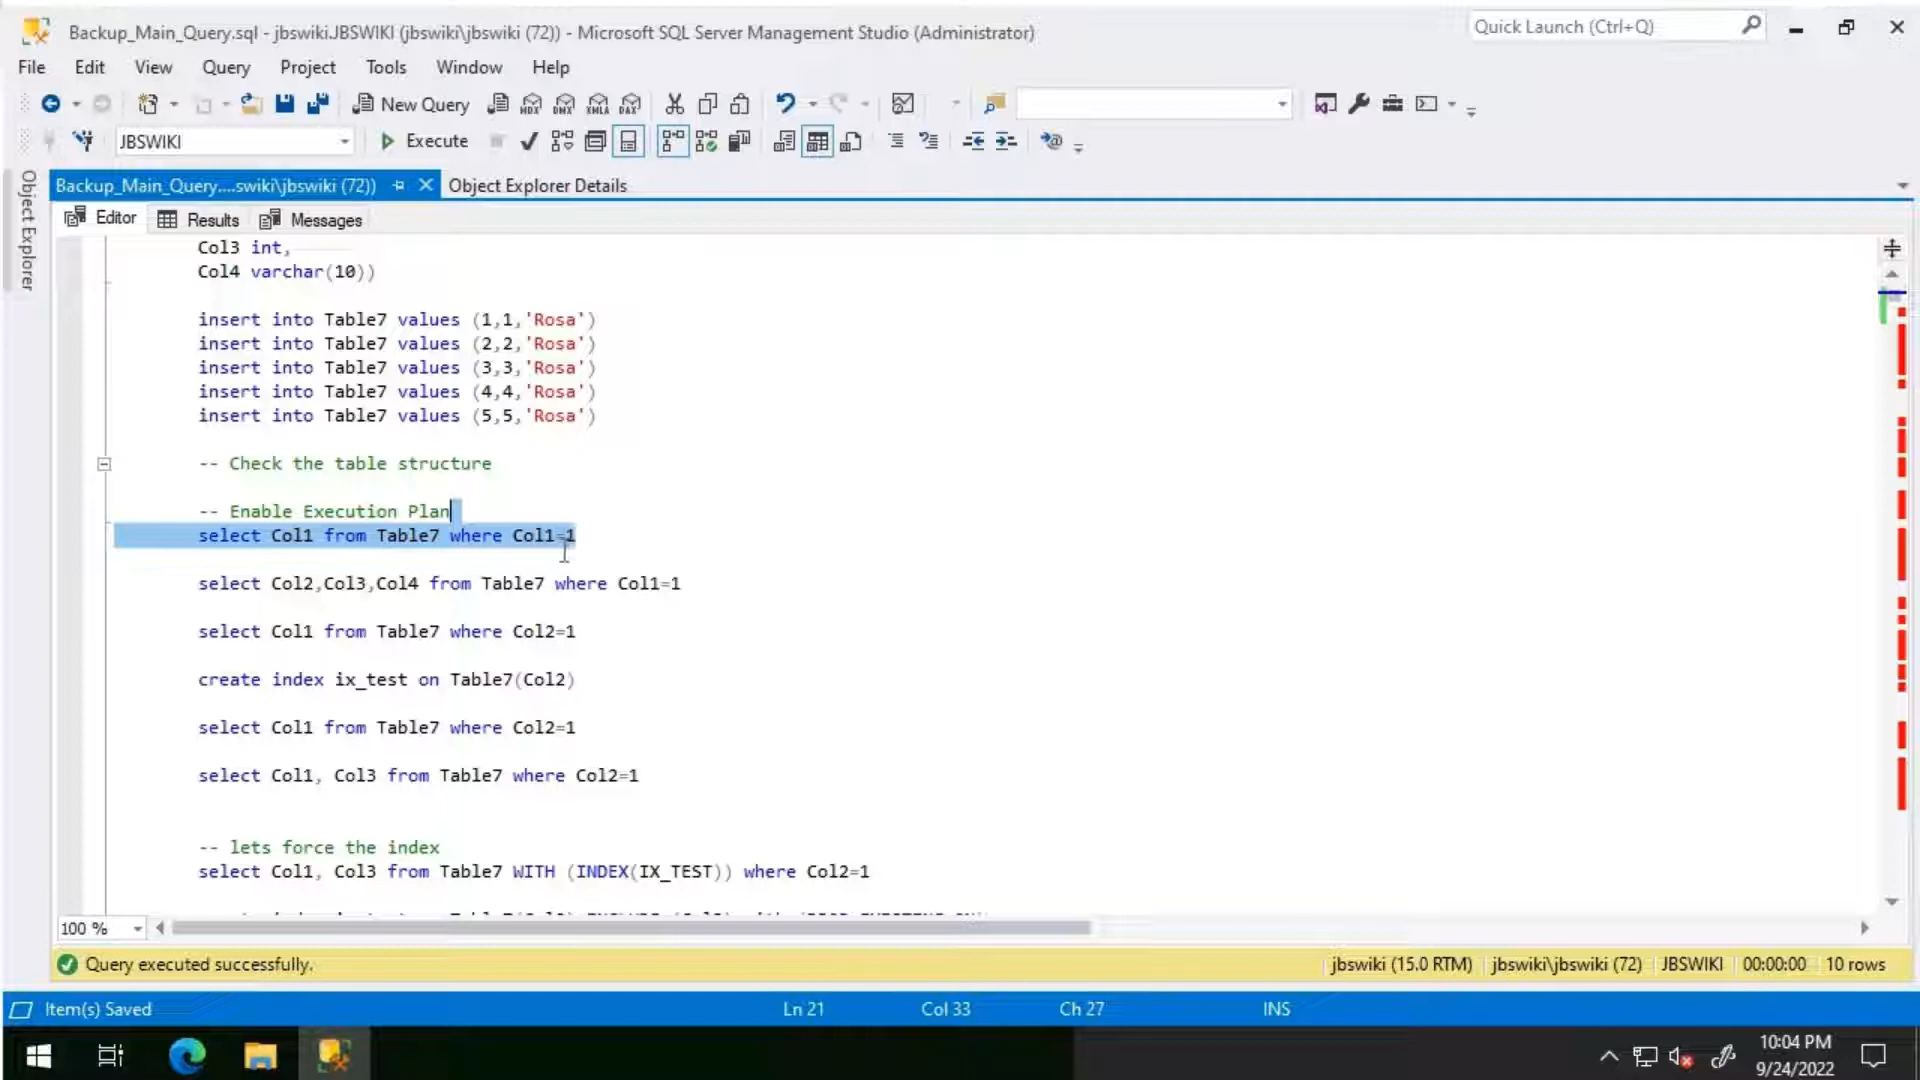 Backup_Main_Query.sql - jbswiki.JBSWIKI (jbswiki\jbswiki (72)) - Microsoft SQL Server Management Studio (Administrator)
Quick Launch (Ctrl+Q)
File Edit View Query Project Tools Window Help
New Query MDX DMX XMLA DAX
JBSWIKI Execute
Object Explorer
Backup_Main_Query....swiki\jbswiki (72)) Object Explorer Details
Editor Results Messages
Col3 int,
Col4 varchar(10))
insert into Table7 values (1,1,'Rosa')
insert into Table7 values (2,2,'Rosa')
insert into Table7 values (3,3,'Rosa')
insert into Table7 values (4,4,'Rosa')
insert into Table7 values (5,5,'Rosa')
-- Check the table structure
-- Enable Execution Plan
select Col1 from Table7 where Col1=1
select Col2,Col3,Col4 from Table7 where Col1=1
select Col1 from Table7 where Col2=1
create index ix_test on Table7(Col2)
select Col1 from Table7 where Col2=1
select Col1, Col3 from Table7 where Col2=1
-- lets force the index
select Col1, Col3 from Table7 WITH (INDEX(IX_TEST)) where Col2=1
100 %
Query executed successfully. jbswiki (15.0 RTM) jbswiki\jbswiki (72) JBSWIKI 00:00:00 10 rows
Item(s) Saved Ln 21 Col 33 Ch 27 INS
10:04 PM
9/24/2022